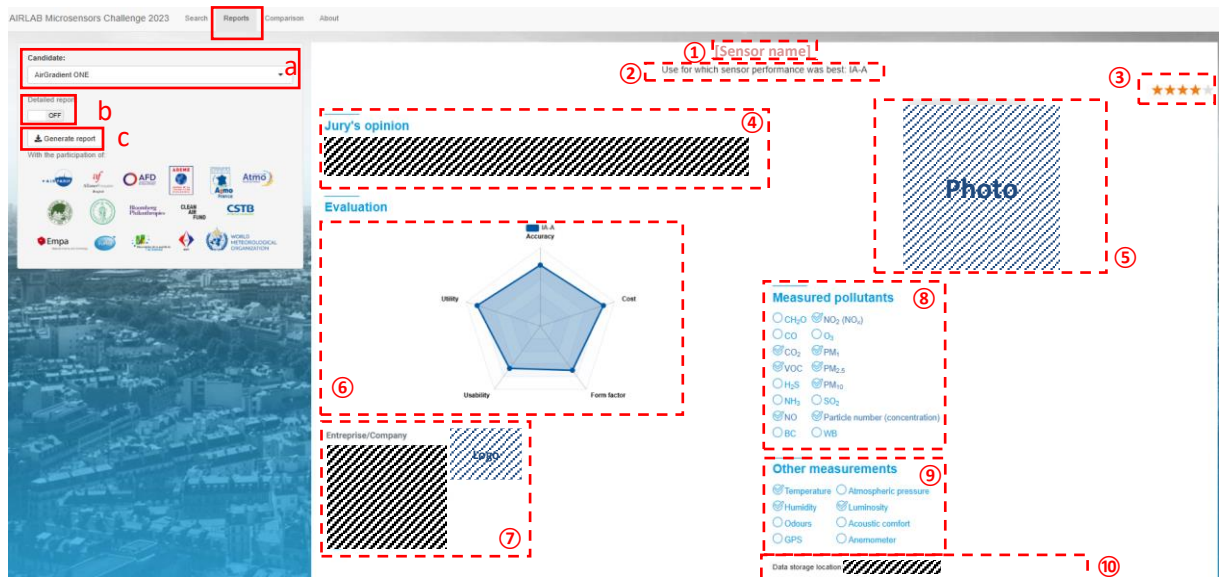 AIRLAB Microsensors Challenge 2023 Search Reports Comparison About
Candidate:
AirGradient ONE
a
Detailed report
OFF
b
Generate report
c
With the participation of:
AFD
ADEME
Atmo
Atmo
France
Bloomberg
Philanthropies
CLEAN
AIR
FUND
CSTB
Empa
WORLD
METEOROLOGICAL
ORGANIZATION
① [Sensor name]
② Use for which sensor performance was best: IA-A
③
Jury's opinion
④
Photo
⑤
Evaluation
IA-A
Accuracy
Utility
Cost
Usability
Form factor
⑥
Entreprise/Company
Logo
⑦
Measured pollutants
⑧
CH₂O NO₂ (NOₓ)
CO O₃
CO₂ PM₁
VOC PM₂.₅
H₂S PM₁₀
NH₃ SO₂
NO Particle number (concentration)
BC WB
Other measurements
⑨
Temperature Atmospheric pressure
Humidity Luminosity
Odours Acoustic comfort
GPS Anemometer
Data storage location
⑩